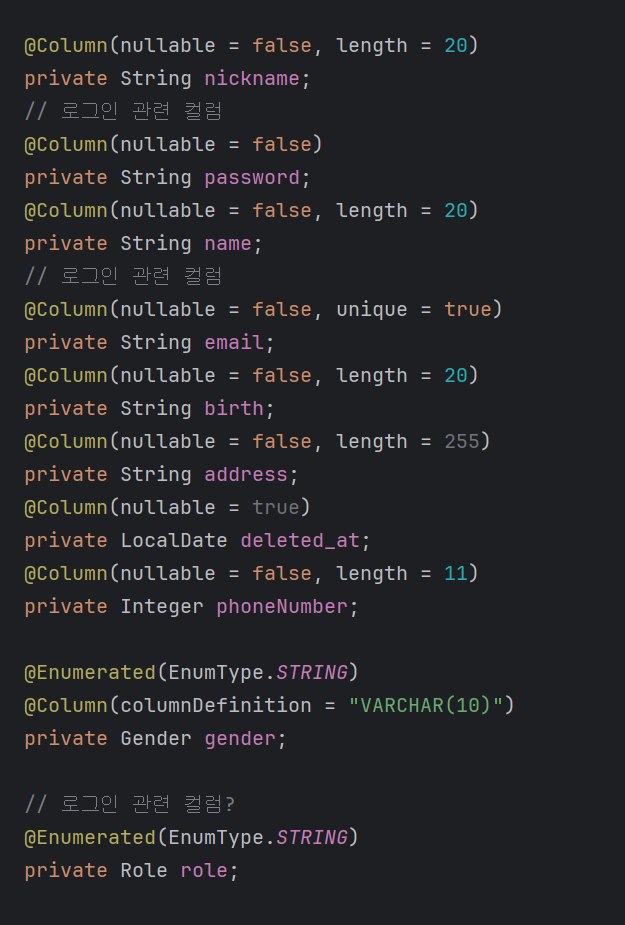 @Column(nullable = false, length = 20)
private String nickname;
// 로그인 관련 컬럼
@Column(nullable = false)
private String password;
@Column(nullable = false, length = 20)
private String name;
// 로그인 관련 컬럼
@Column(nullable = false, unique = true)
private String email;
@Column(nullable = false, length = 20)
private String birth;
@Column(nullable = false, length = 255)
private String address;
@Column(nullable = true)
private LocalDate deleted_at;
@Column(nullable = false, length = 11)
private Integer phoneNumber;
@Enumerated(EnumType.STRING)
@Column(columnDefinition = "VARCHAR(10)")
private Gender gender;
// 로그인 관련 컬럼?
@Enumerated(EnumType.STRING)
private Role role;